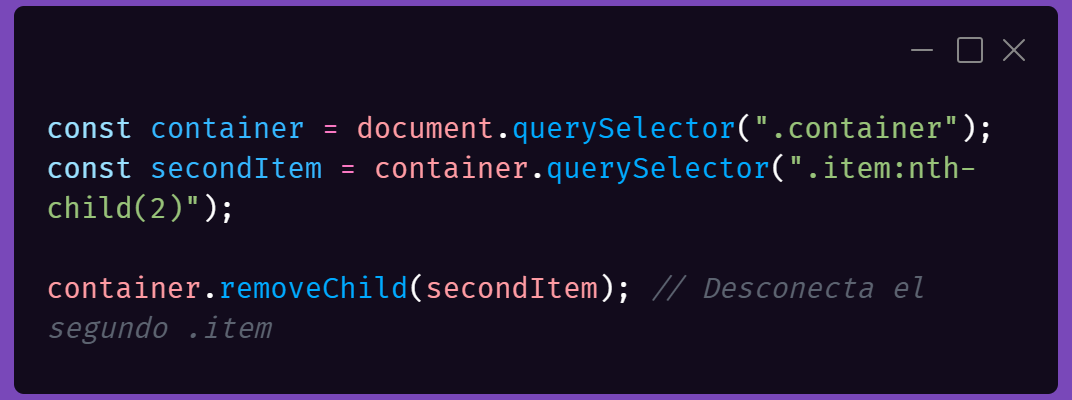 const container = document.querySelector(".container");
const secondItem = container.querySelector(".item:nth-
child(2)");
container.removeChild(secondItem); // Desconecta el
segundo .item